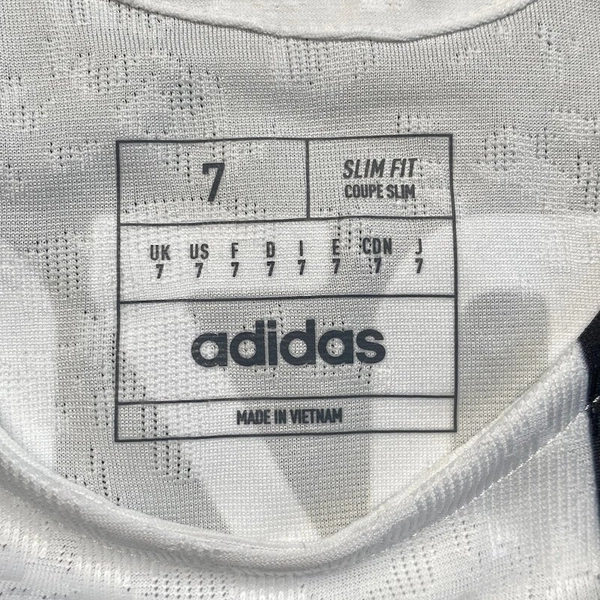 7
SLIM FIT
COUPE SLIM
UK US F D I E CDN J
7 7 7 7 7 7 7 7
adidas
MADE IN VIETNAM